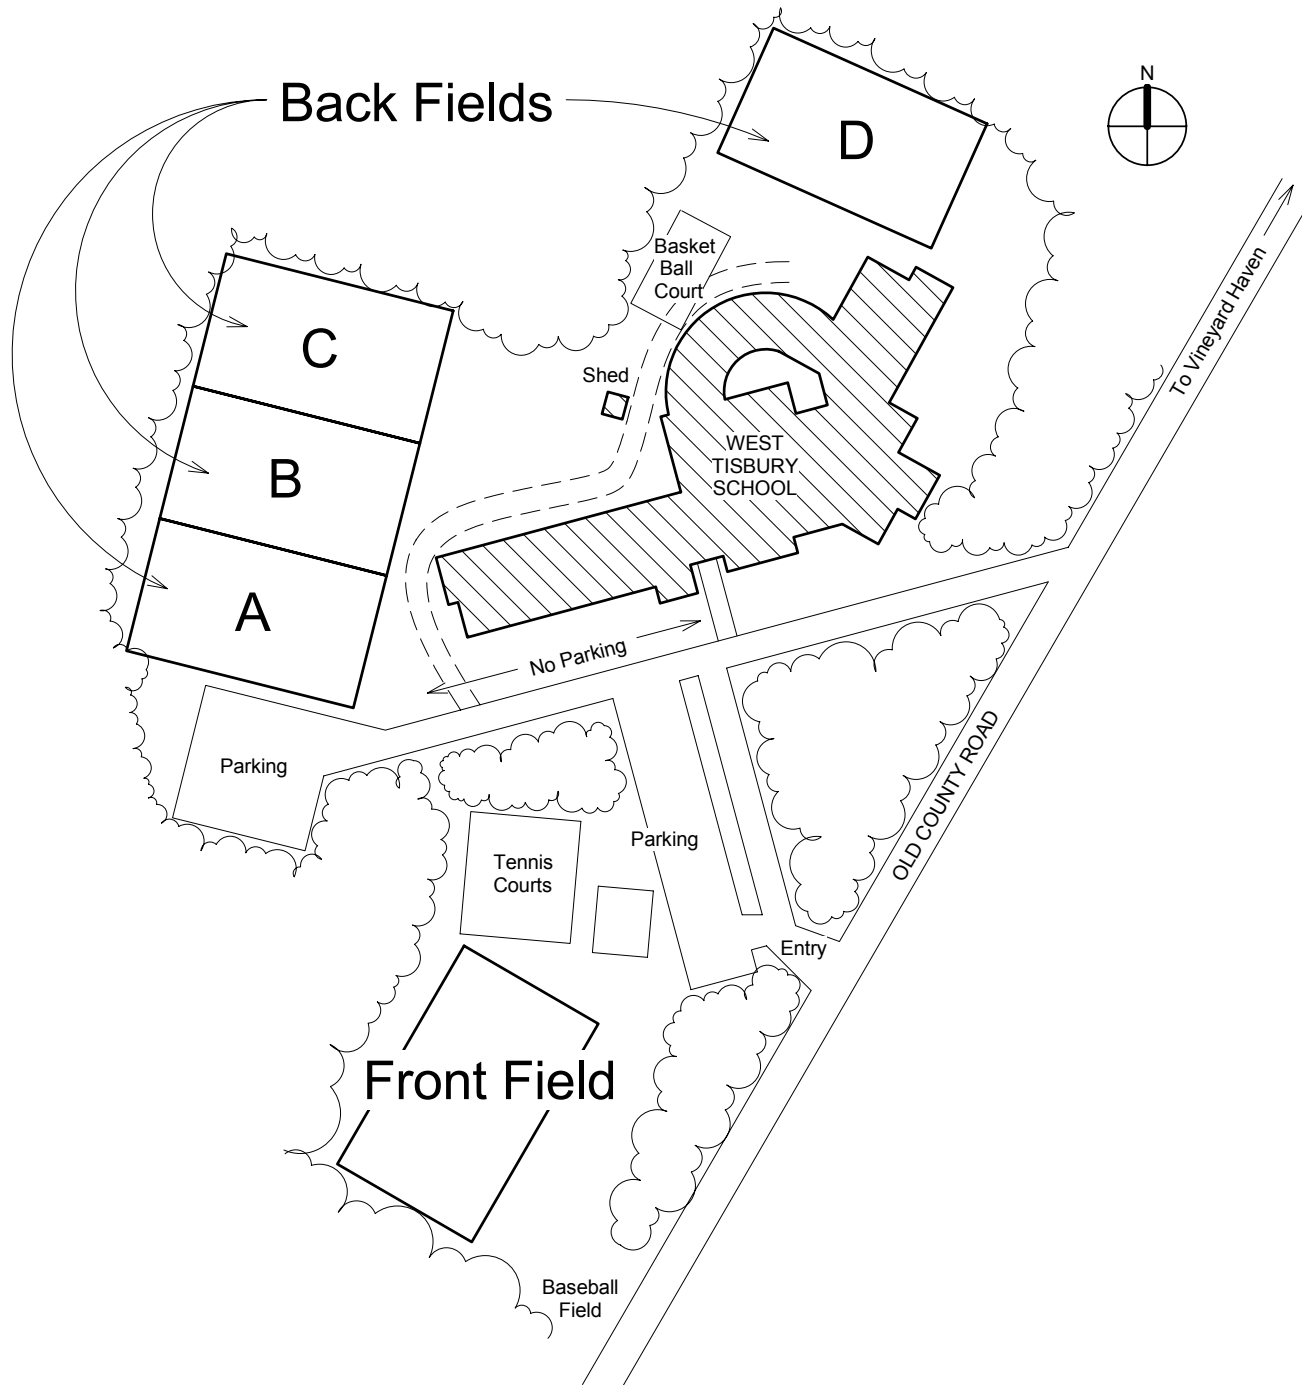 N
Back Fields
D
Basket
Ball
Court
To Vineyard Haven
C
Shed
WEST
TISBURY
SCHOOL
B
A
No Parking
Parking
OLD COUNTY ROAD
Parking
Tennis
Courts
Entry
Front Field
Baseball
Field